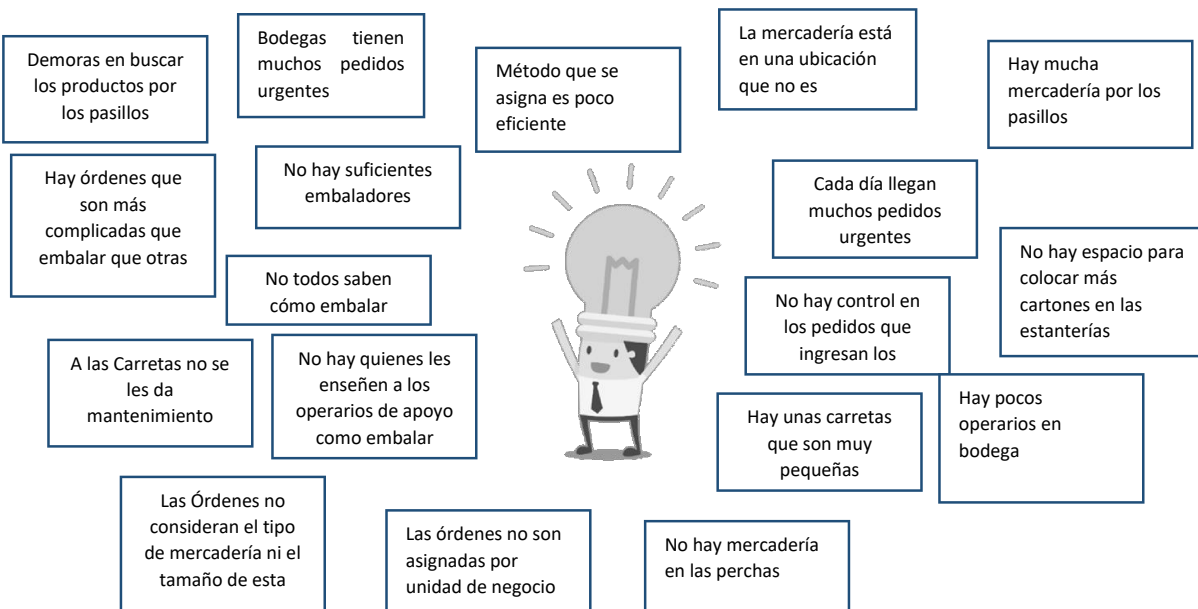 Demoras en buscar
los productos por
los pasillos
Bodegas tienen
muchos pedidos
urgentes
Método que se
asigna es poco
eficiente
La mercadería está
en una ubicación
que no es
Hay mucha
mercadería por los
pasillos
Hay órdenes que
son más
complicadas que
embalar que otras
No hay suficientes
embaladores
Cada día llegan
muchos pedidos
urgentes
No hay espacio para
colocar más
cartones en las
estanterías
No todos saben
cómo embalar
No hay control en
los pedidos que
ingresan los
A las Carretas no se
les da
mantenimiento
No hay quienes les
enseñen a los
operarios de apoyo
como embalar
Hay unas carretas
que son muy
pequeñas
Hay pocos
operarios en
bodega
Las Órdenes no
consideran el tipo
de mercadería ni el
tamaño de esta
Las órdenes no son
asignadas por
unidad de negocio
No hay mercadería
en las perchas